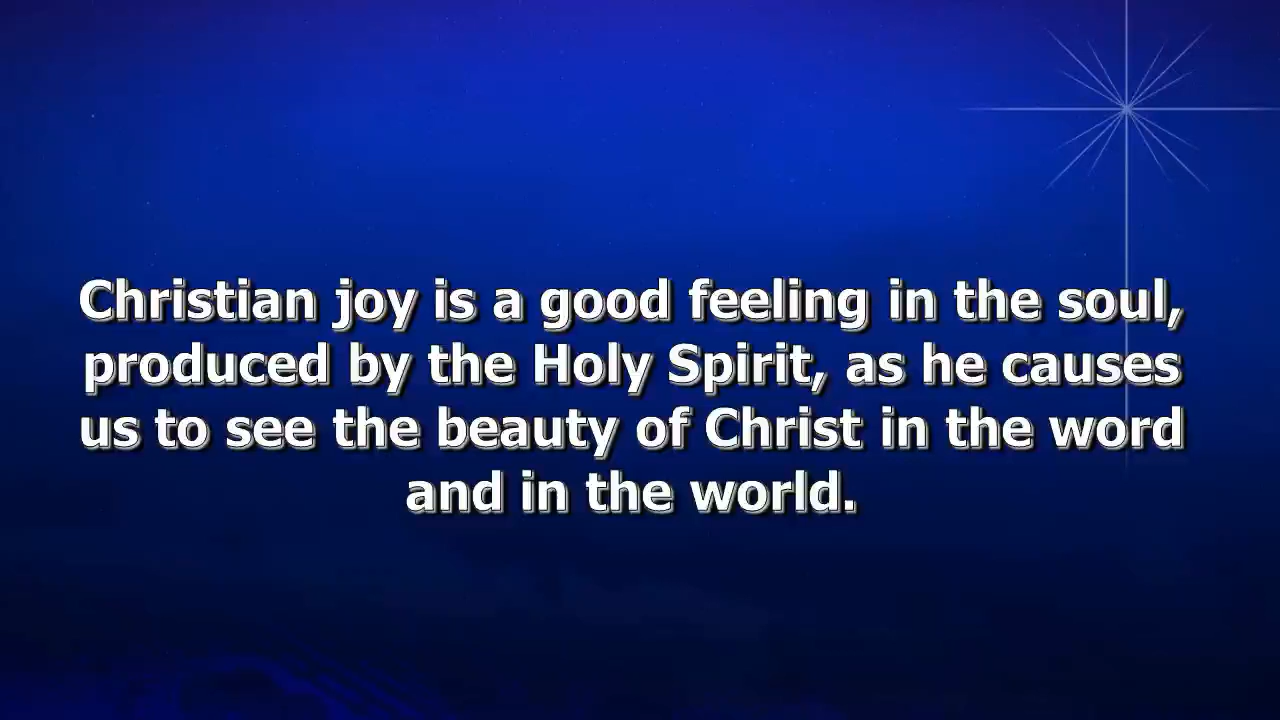 Christian joy is a good feeling in the soul,
produced by the Holy Spirit, as he causes
us to see the beauty of Christ in the word
and in the world.